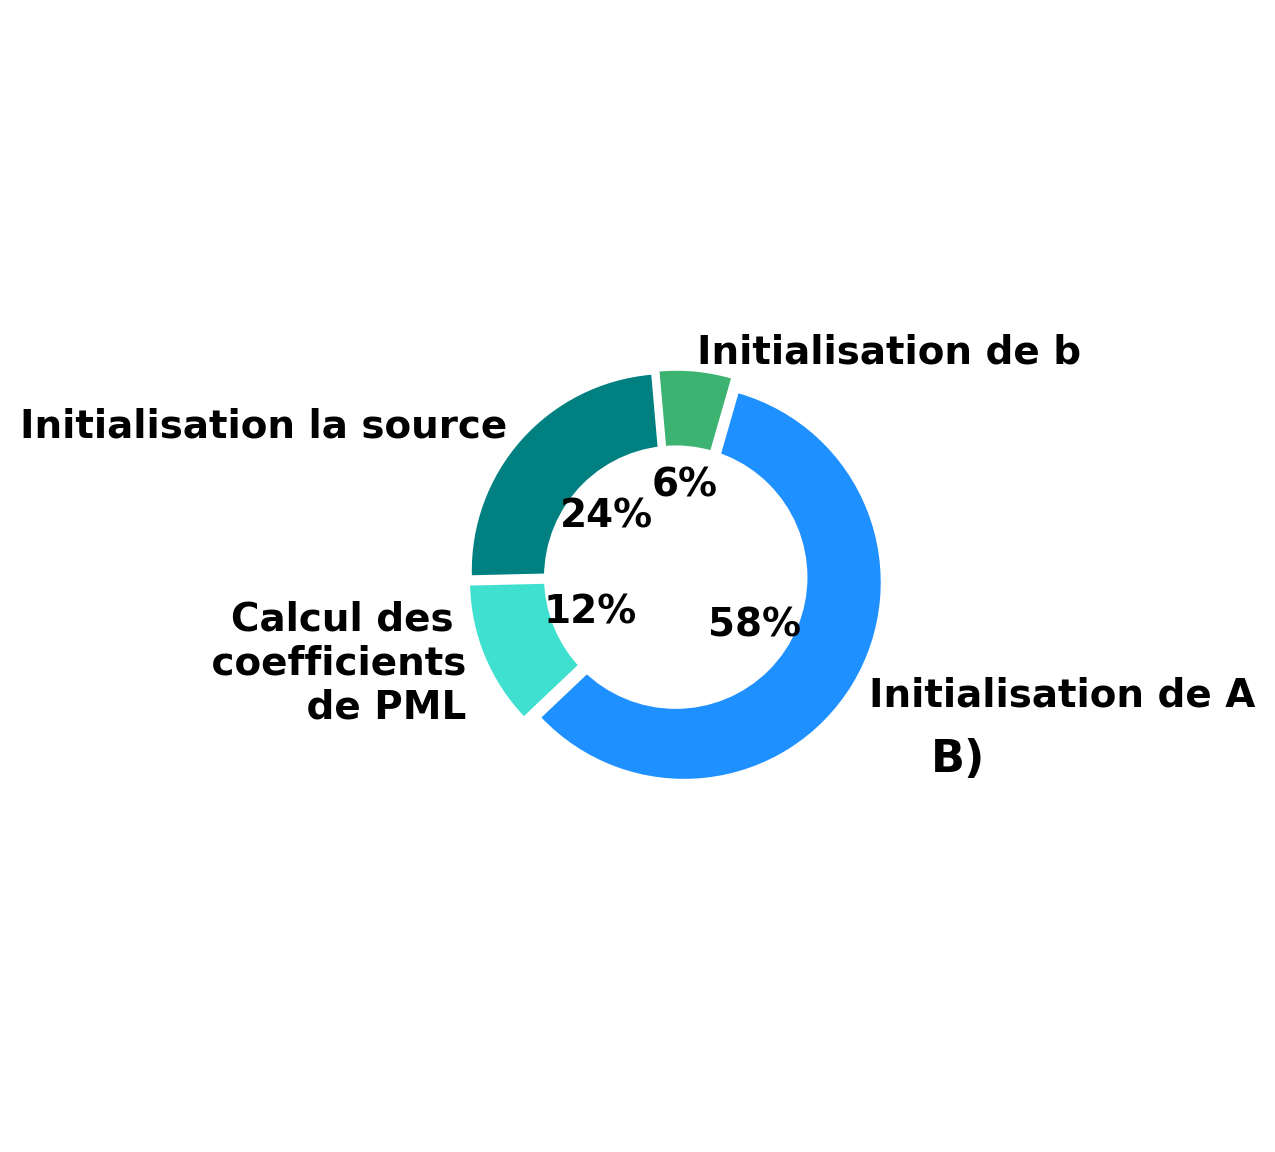 Initialisation de b
Initialisation la source
6%
24%
Calcul des
coefficients
de PML
12%
58%
Initialisation de A
B)